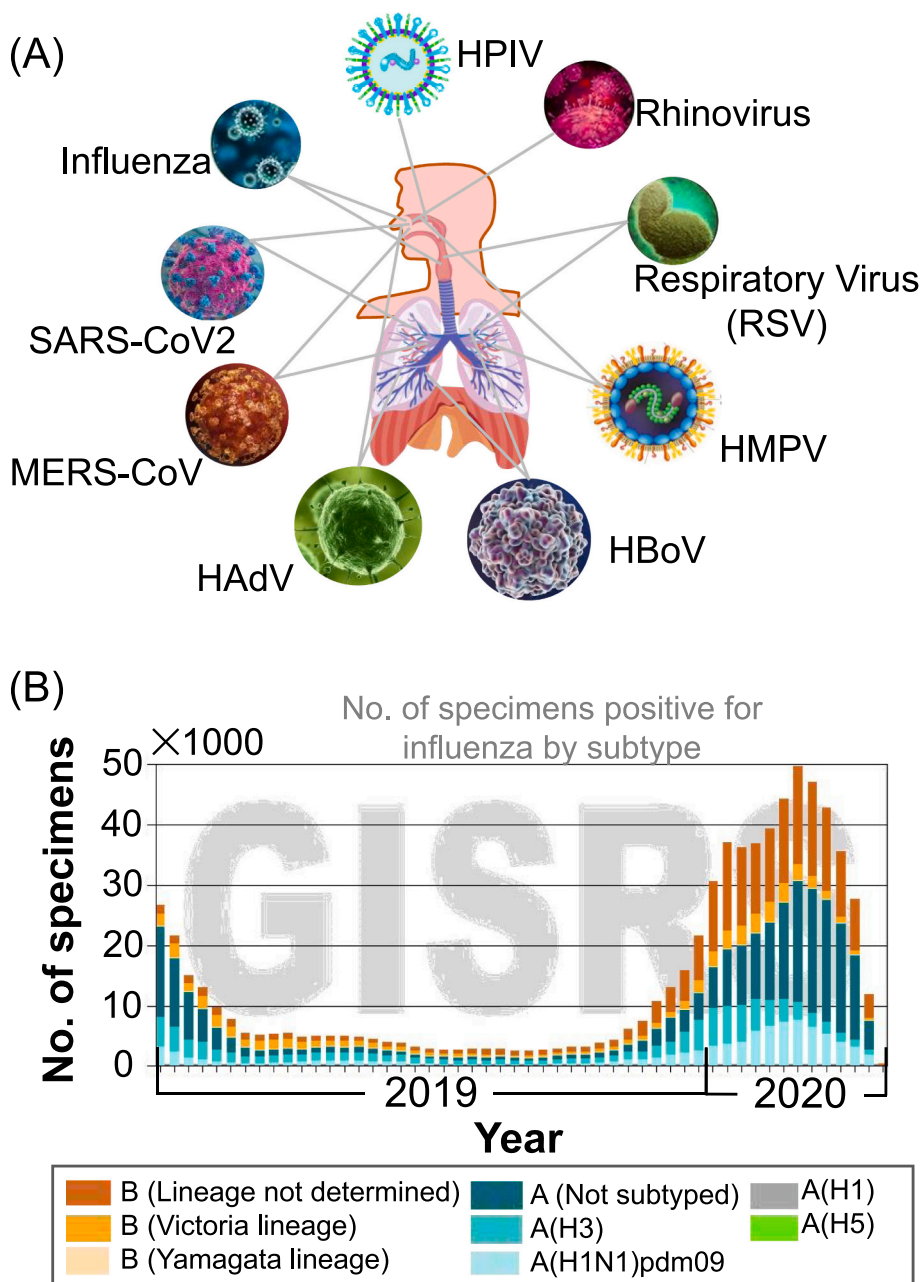 (A)
HPIV
Rhinovirus
Influenza
Respiratory Virus
(RSV)
SARS-CoV2
HMPV
MERS-CoV
HBoV
HAdV
(B)
No. of specimens positive for
influenza by subtype
×1000
50
40
30
20
10
0
No. of specimens
GISRS
2019
2020
Year
B (Lineage not determined)
B (Victoria lineage)
B (Yamagata lineage)
A (Not subtyped)
A(H3)
A(H1N1)pdm09
A(H1)
A(H5)